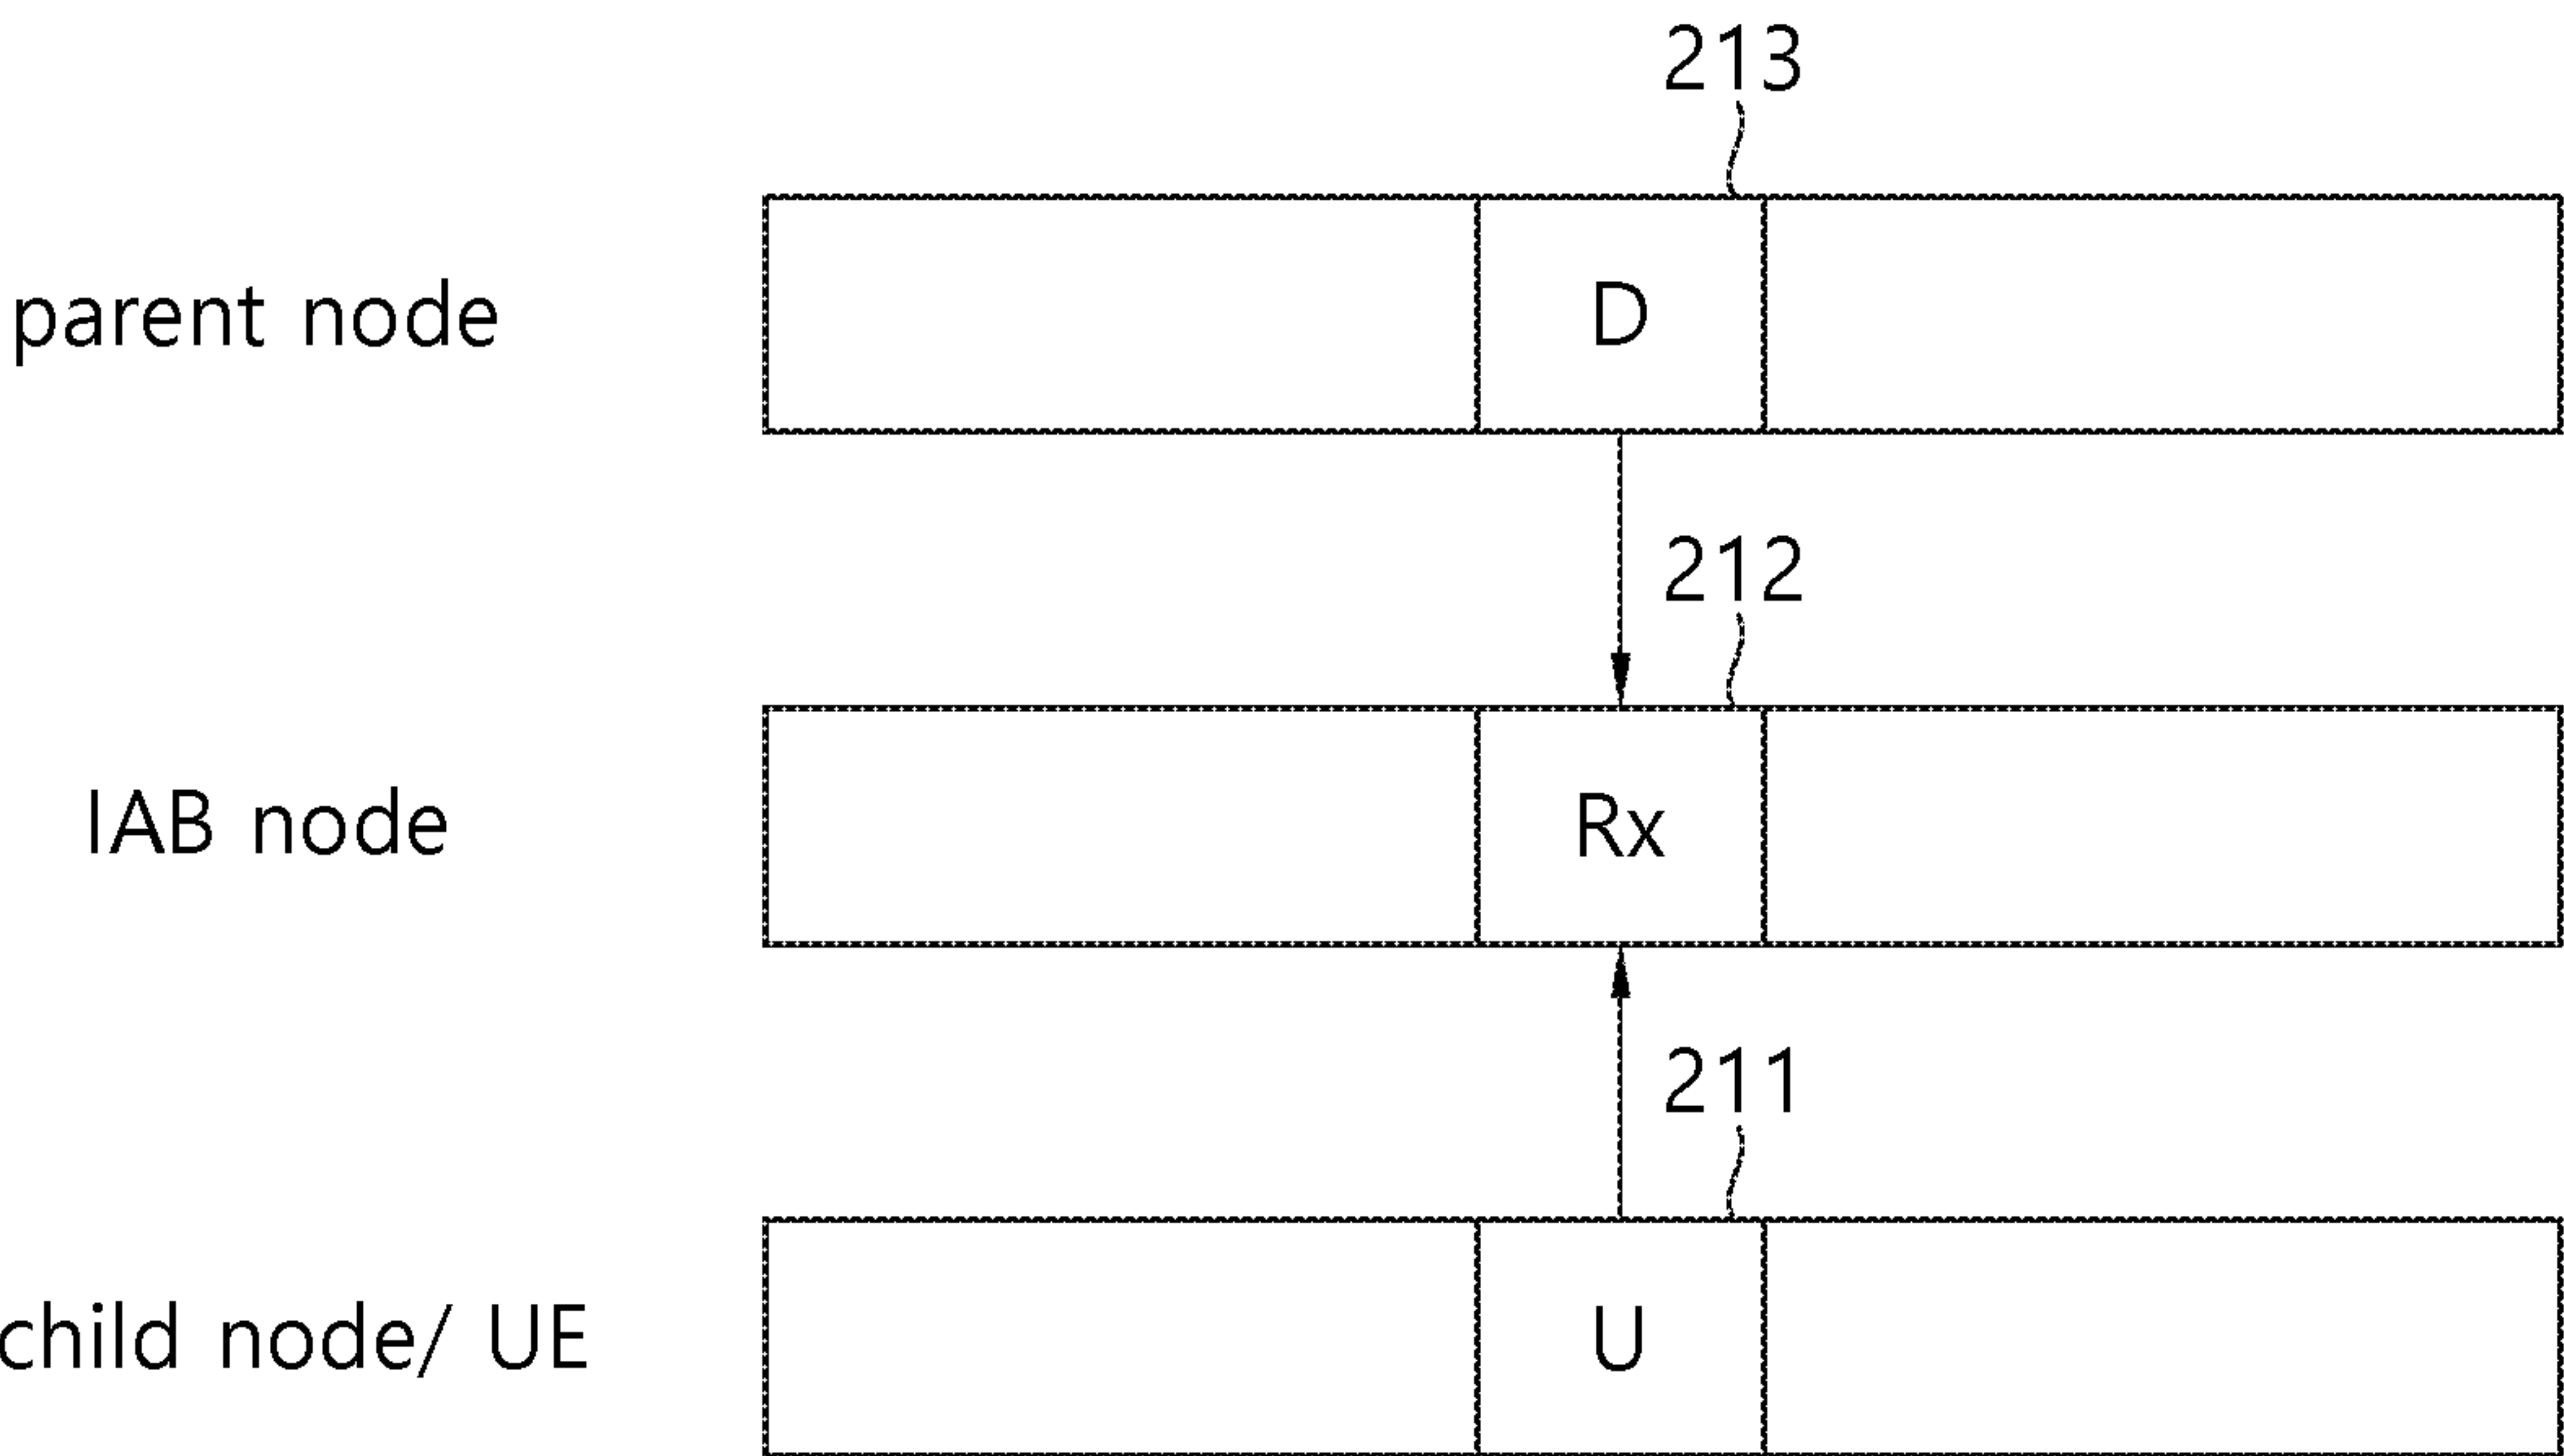 213
parent node D
212
IAB node Rx
211
child node/ UE U